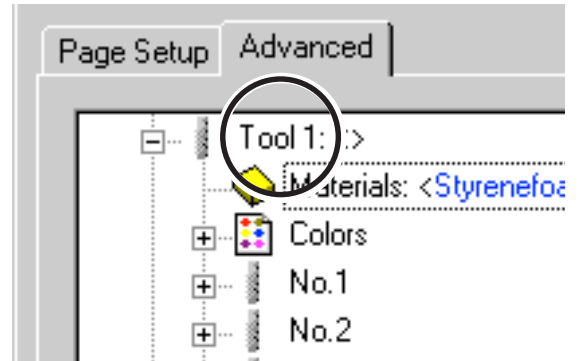 Page Setup Advanced
Tool 1: :>
Materials: <Styrenefoa
Colors
No.1
No.2